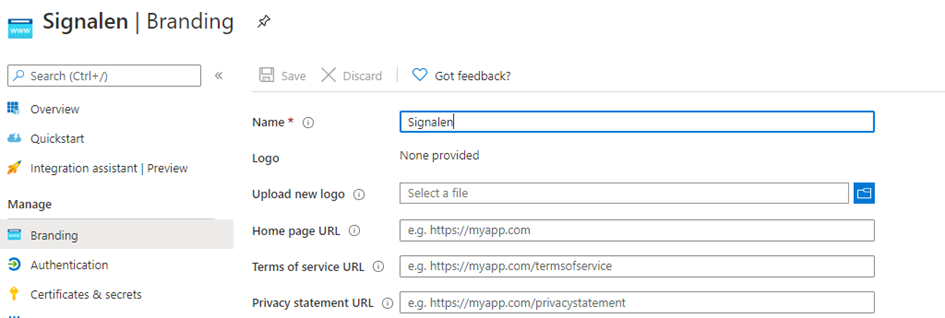 Signalen | Branding
Search (Ctrl+/)
«
Overview
Quickstart
Integration assistant | Preview
Manage
Branding
Authentication
Certificates & secrets
Save
Discard
Got feedback?
Name *
Signalen
Logo
None provided
Upload new logo
Select a file
Home page URL
e.g. https://myapp.com
Terms of service URL
e.g. https://myapp.com/termsofservice
Privacy statement URL
e.g. https://myapp.com/privacystatement